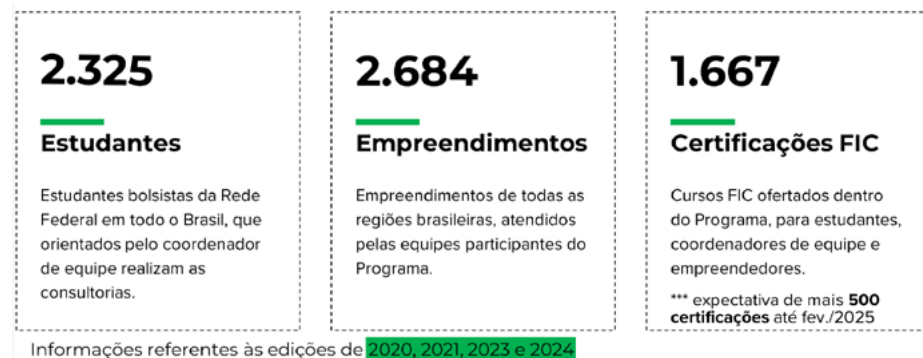 2.325
Estudantes
Estudantes bolsistas da Rede
Federal em todo o Brasil, que
orientados pelo coordenador
de equipe realizam as
consultorias.
2.684
Empreendimentos
Empreendimentos de todas as
regiões brasileiras, atendidos
pelas equipes participantes do
Programa.
1.667
Certificações FIC
Cursos FIC ofertados dentro
do Programa, para estudantes,
coordenadores de equipe e
empreendedores.
*** expectativa de mais 500
certificações até fev./2025
Informações referentes às edições de 2020, 2021, 2023 e 2024